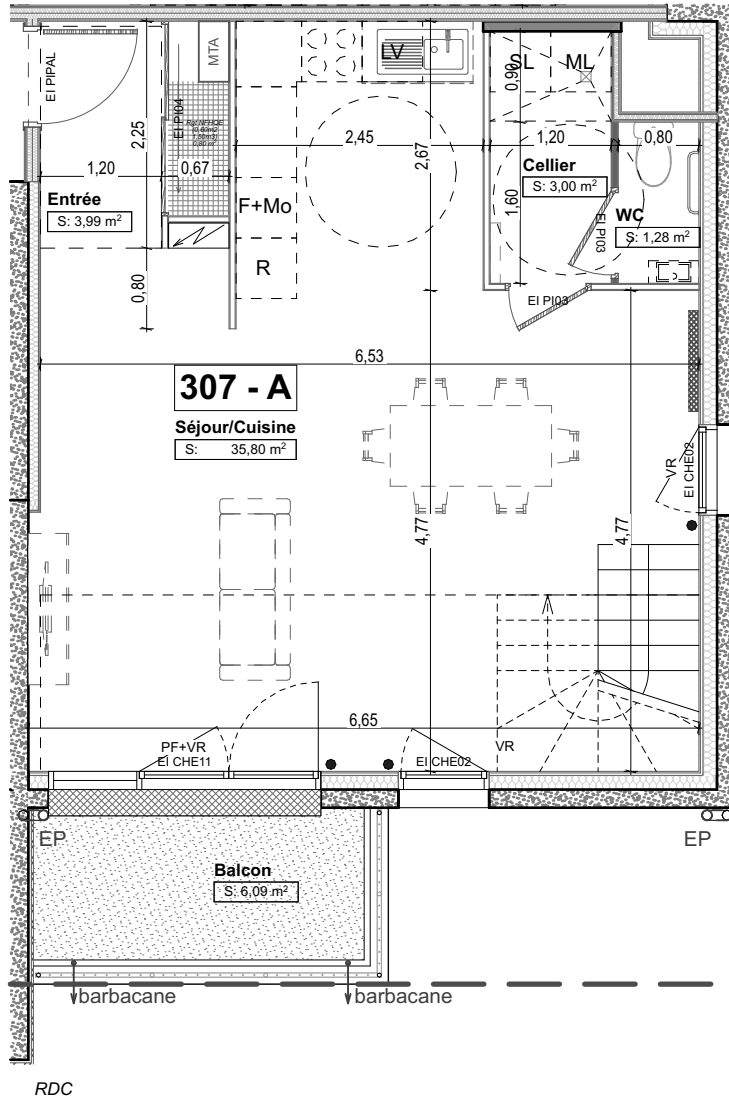 MTA
LV
SL
ML
0,90
EI PIPAL
EI PI04
2,25
1,20
0,67
2,45
2,67
1,20
0,80
Entrée
S: 3,99 m²
Cellier
S: 3,00 m²
1,60
WC
S: 1,28 m²
EI PI03
F+Mo
R
0,80
EI PI03
6,53
307 - A
Séjour/Cuisine
S: 35,80 m²
VR
EI CHE02
4,77
4,77
6,65
PF+VR
EI CHE11
EI CHE02
VR
EP
EP
Balcon
S: 6,09 m²
barbacane
barbacane
RDC